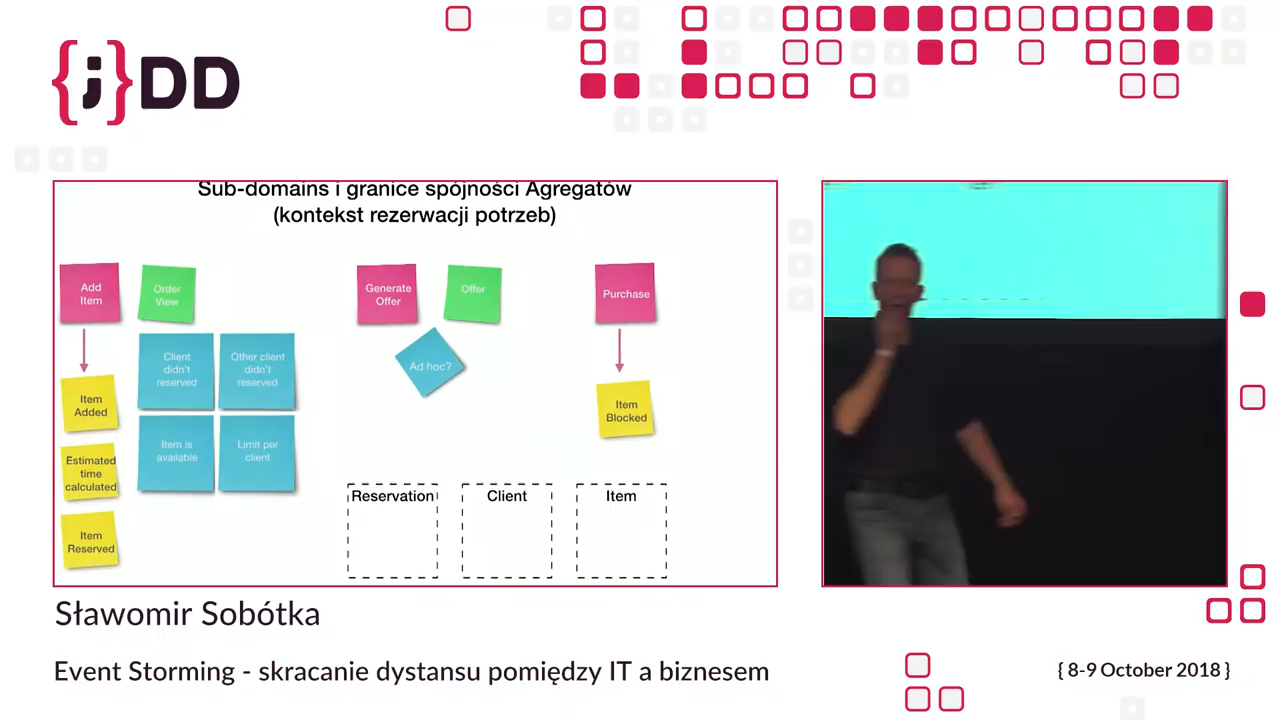 {j}DD
Sub-domains i granice spójności Agregatów
(kontekst rezerwacji potrzeb)
Add
Item
Order
View
Generate
Offer
Offer
Purchase
Client
didn't
reserved
Other client
didn't
reserved
Ad hoc?
Item
Added
Item
Blocked
Item is
available
Limit per
client
Estimated
time
calculated
Reservation
Client
Item
Item
Reserved
Sławomir Sobótka
Event Storming - skracanie dystansu pomiędzy IT a biznesem
{ 8-9 October 2018 }